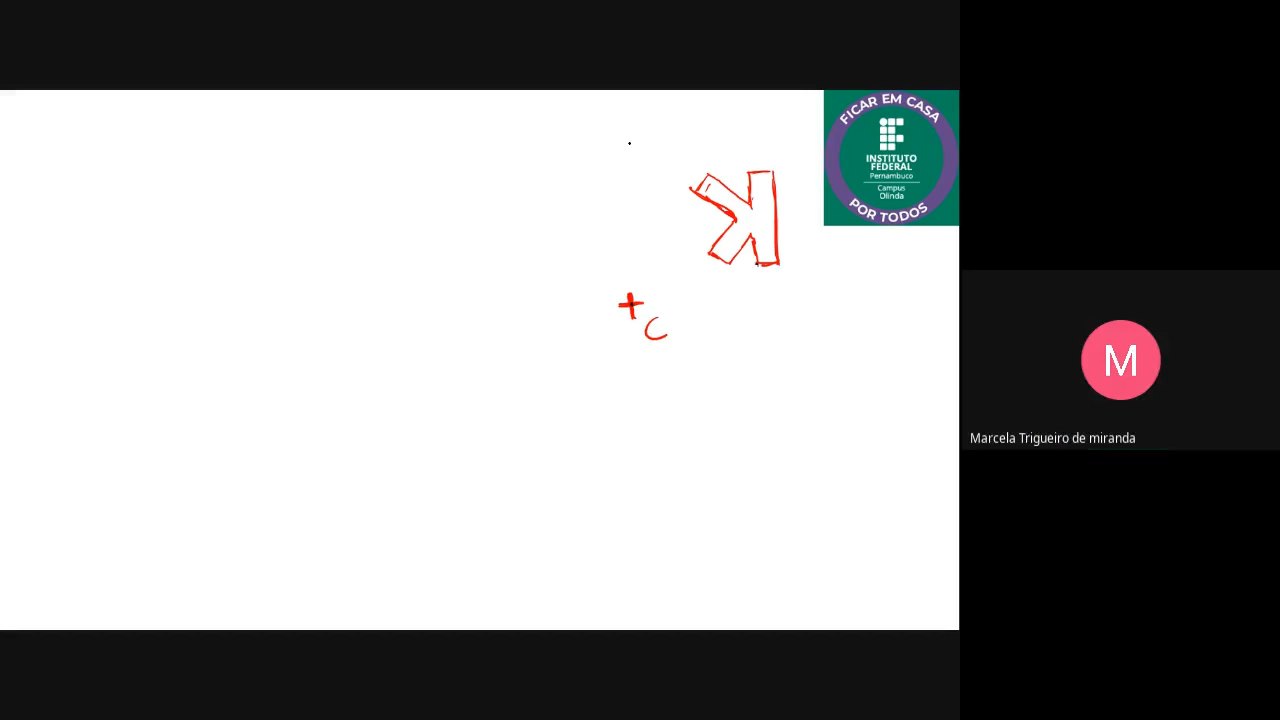 FICAR EM CASA
INSTITUTO
FEDERAL
Pernambuco
Campus
Olinda
POR TODOS
K
+
C
M
Marcela Trigueiro de miranda